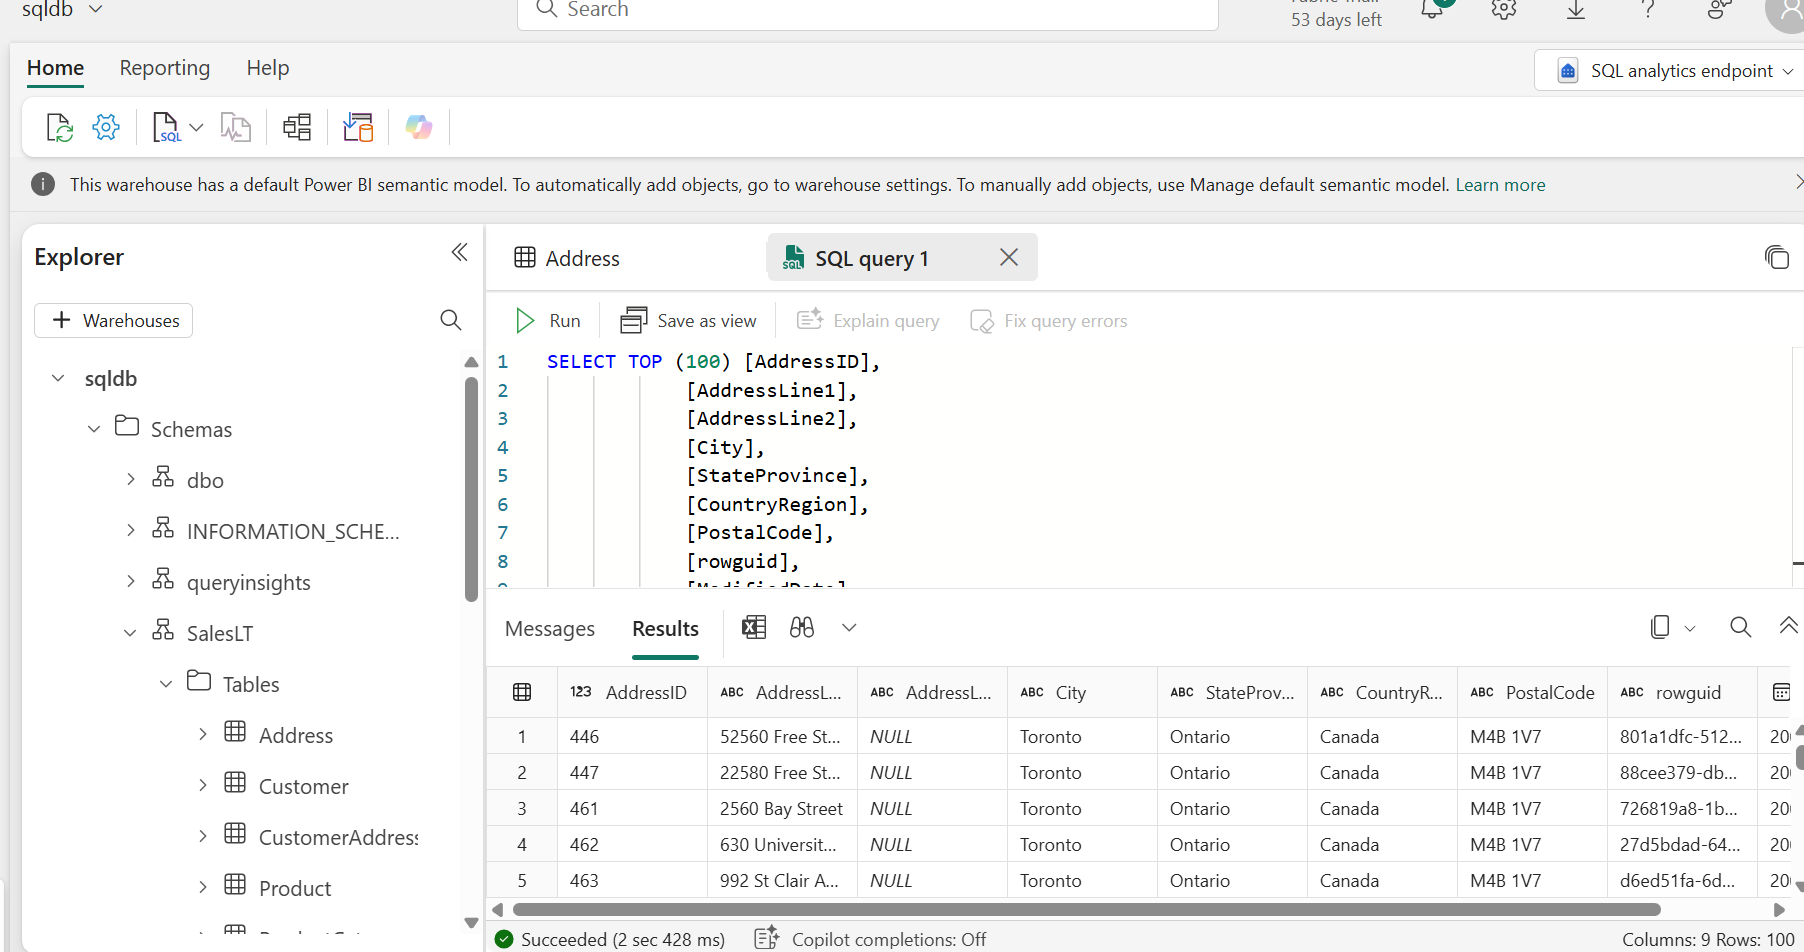 sqldb
Search
53 days left
Home Reporting Help
SQL analytics endpoint
SQL
This warehouse has a default Power BI semantic model. To automatically add objects, go to warehouse settings. To manually add objects, use Manage default semantic model. Learn more
Explorer
Warehouses
sqldb
Schemas
dbo
INFORMATION_SCHE...
queryinsights
SalesLT
Tables
Address
Customer
CustomerAddress
Product
Address
SQL query 1
Run
Save as view
Explain query
Fix query errors
1 SELECT TOP (100) [AddressID],
2 [AddressLine1],
3 [AddressLine2],
4 [City],
5 [StateProvince],
6 [CountryRegion],
7 [PostalCode],
8 [rowguid],
Messages Results
123 AddressID ABC AddressL... ABC AddressL... ABC City ABC StateProv... ABC CountryR... ABC PostalCode ABC rowguid
1 446 52560 Free St... NULL Toronto Ontario Canada M4B 1V7 801a1dfc-512... 20
2 447 22580 Free St... NULL Toronto Ontario Canada M4B 1V7 88cee379-db... 20
3 461 2560 Bay Street NULL Toronto Ontario Canada M4B 1V7 726819a8-1b... 20
4 462 630 Universit... NULL Toronto Ontario Canada M4B 1V7 27d5bdad-64... 20
5 463 992 St Clair A... NULL Toronto Ontario Canada M4B 1V7 d6ed51fa-6d... 20
Succeeded (2 sec 428 ms)
Copilot completions: Off
Columns: 9 Rows: 100